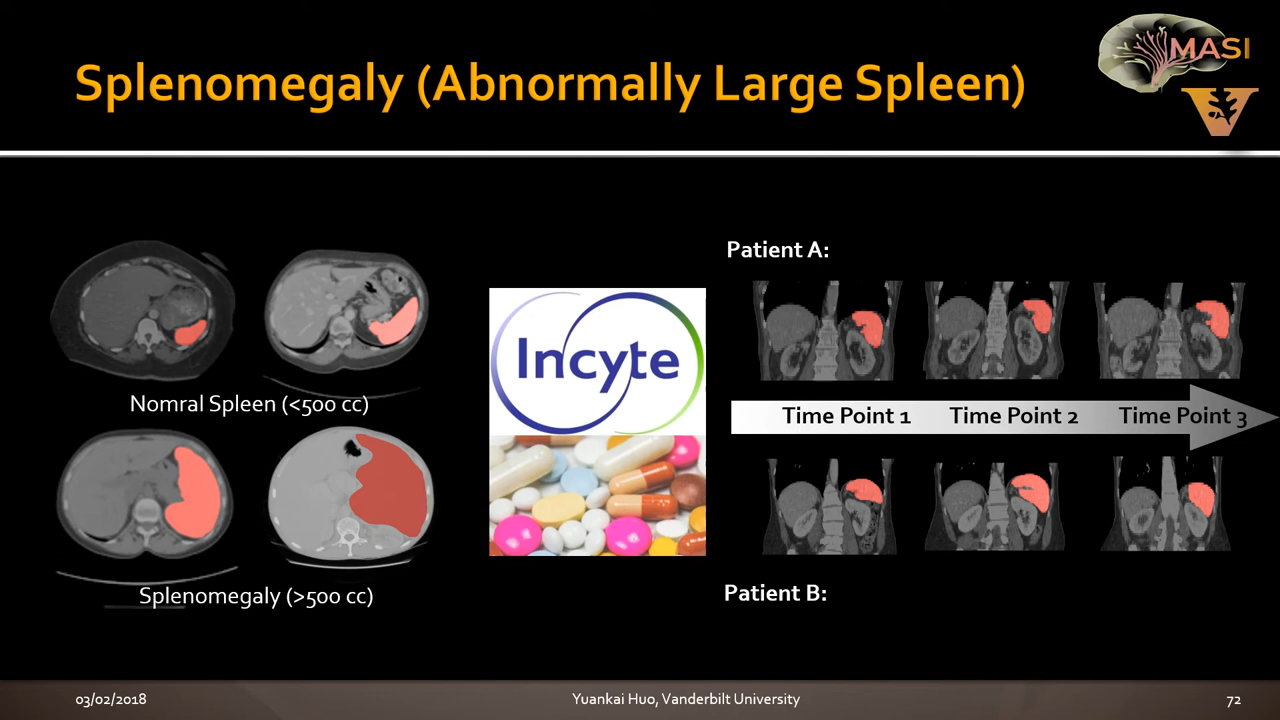 Splenomegaly (Abnormally Large Spleen)
MASI
V
Nomral Spleen (<500 cc)
Splenomegaly (>500 cc)
Incyte
Patient A:
Time Point 1
Time Point 2
Time Point 3
Patient B:
03/02/2018
Yuankai Huo, Vanderbilt University
72